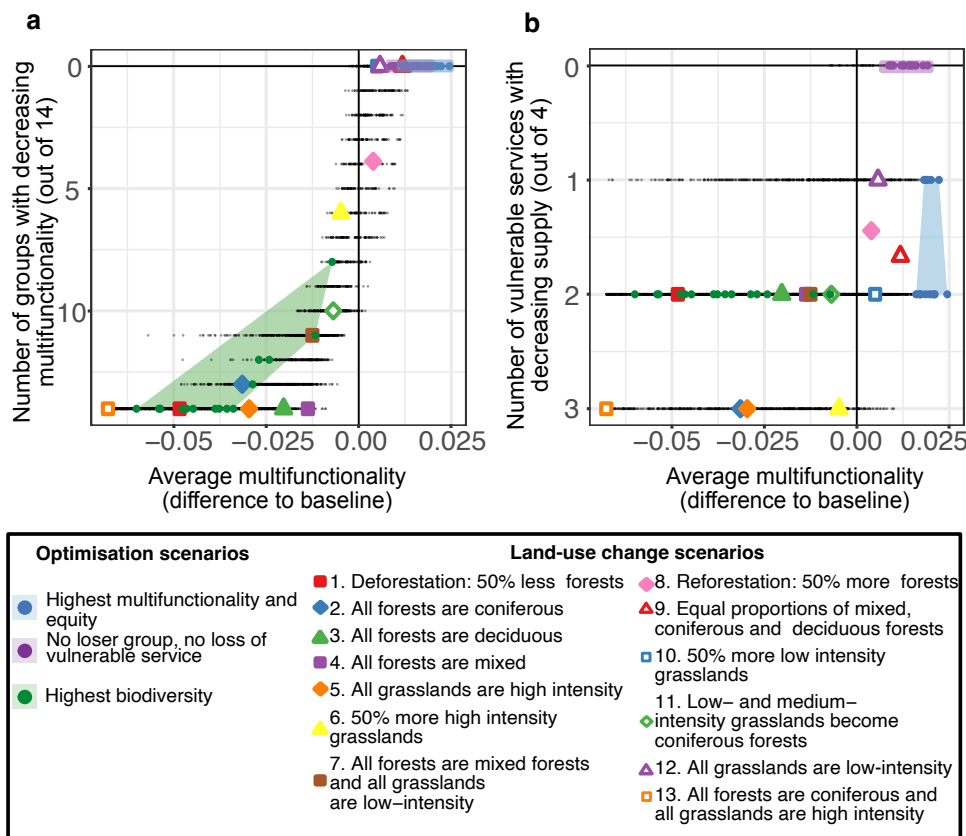 a
Number of groups with decreasing
multifunctionality (out of 14)
0
5
10
−0.05
−0.025
0.00
0.025
Average multifunctionality
(difference to baseline)
b
Number of vulnerable services with
decreasing supply (out of 4)
0
1
2
3
−0.05
−0.025
0.00
0.025
Average multifunctionality
(difference to baseline)
Optimisation scenarios
Highest multifunctionality and
equity
No loser group, no loss of
vulnerable service
Highest biodiversity
Land-use change scenarios
1. Deforestation: 50% less forests
2. All forests are coniferous
3. All forests are deciduous
4. All forests are mixed
5. All grasslands are high intensity
6. 50% more high intensity
grasslands
7. All forests are mixed forests
and all grasslands
are low−intensity
8. Reforestation: 50% more forests
9. Equal proportions of mixed,
coniferous and deciduous forests
10. 50% more low intensity
grasslands
11. Low− and medium−
intensity grasslands become
coniferous forests
12. All grasslands are low-intensity
13. All forests are coniferous and
all grasslands are high intensity